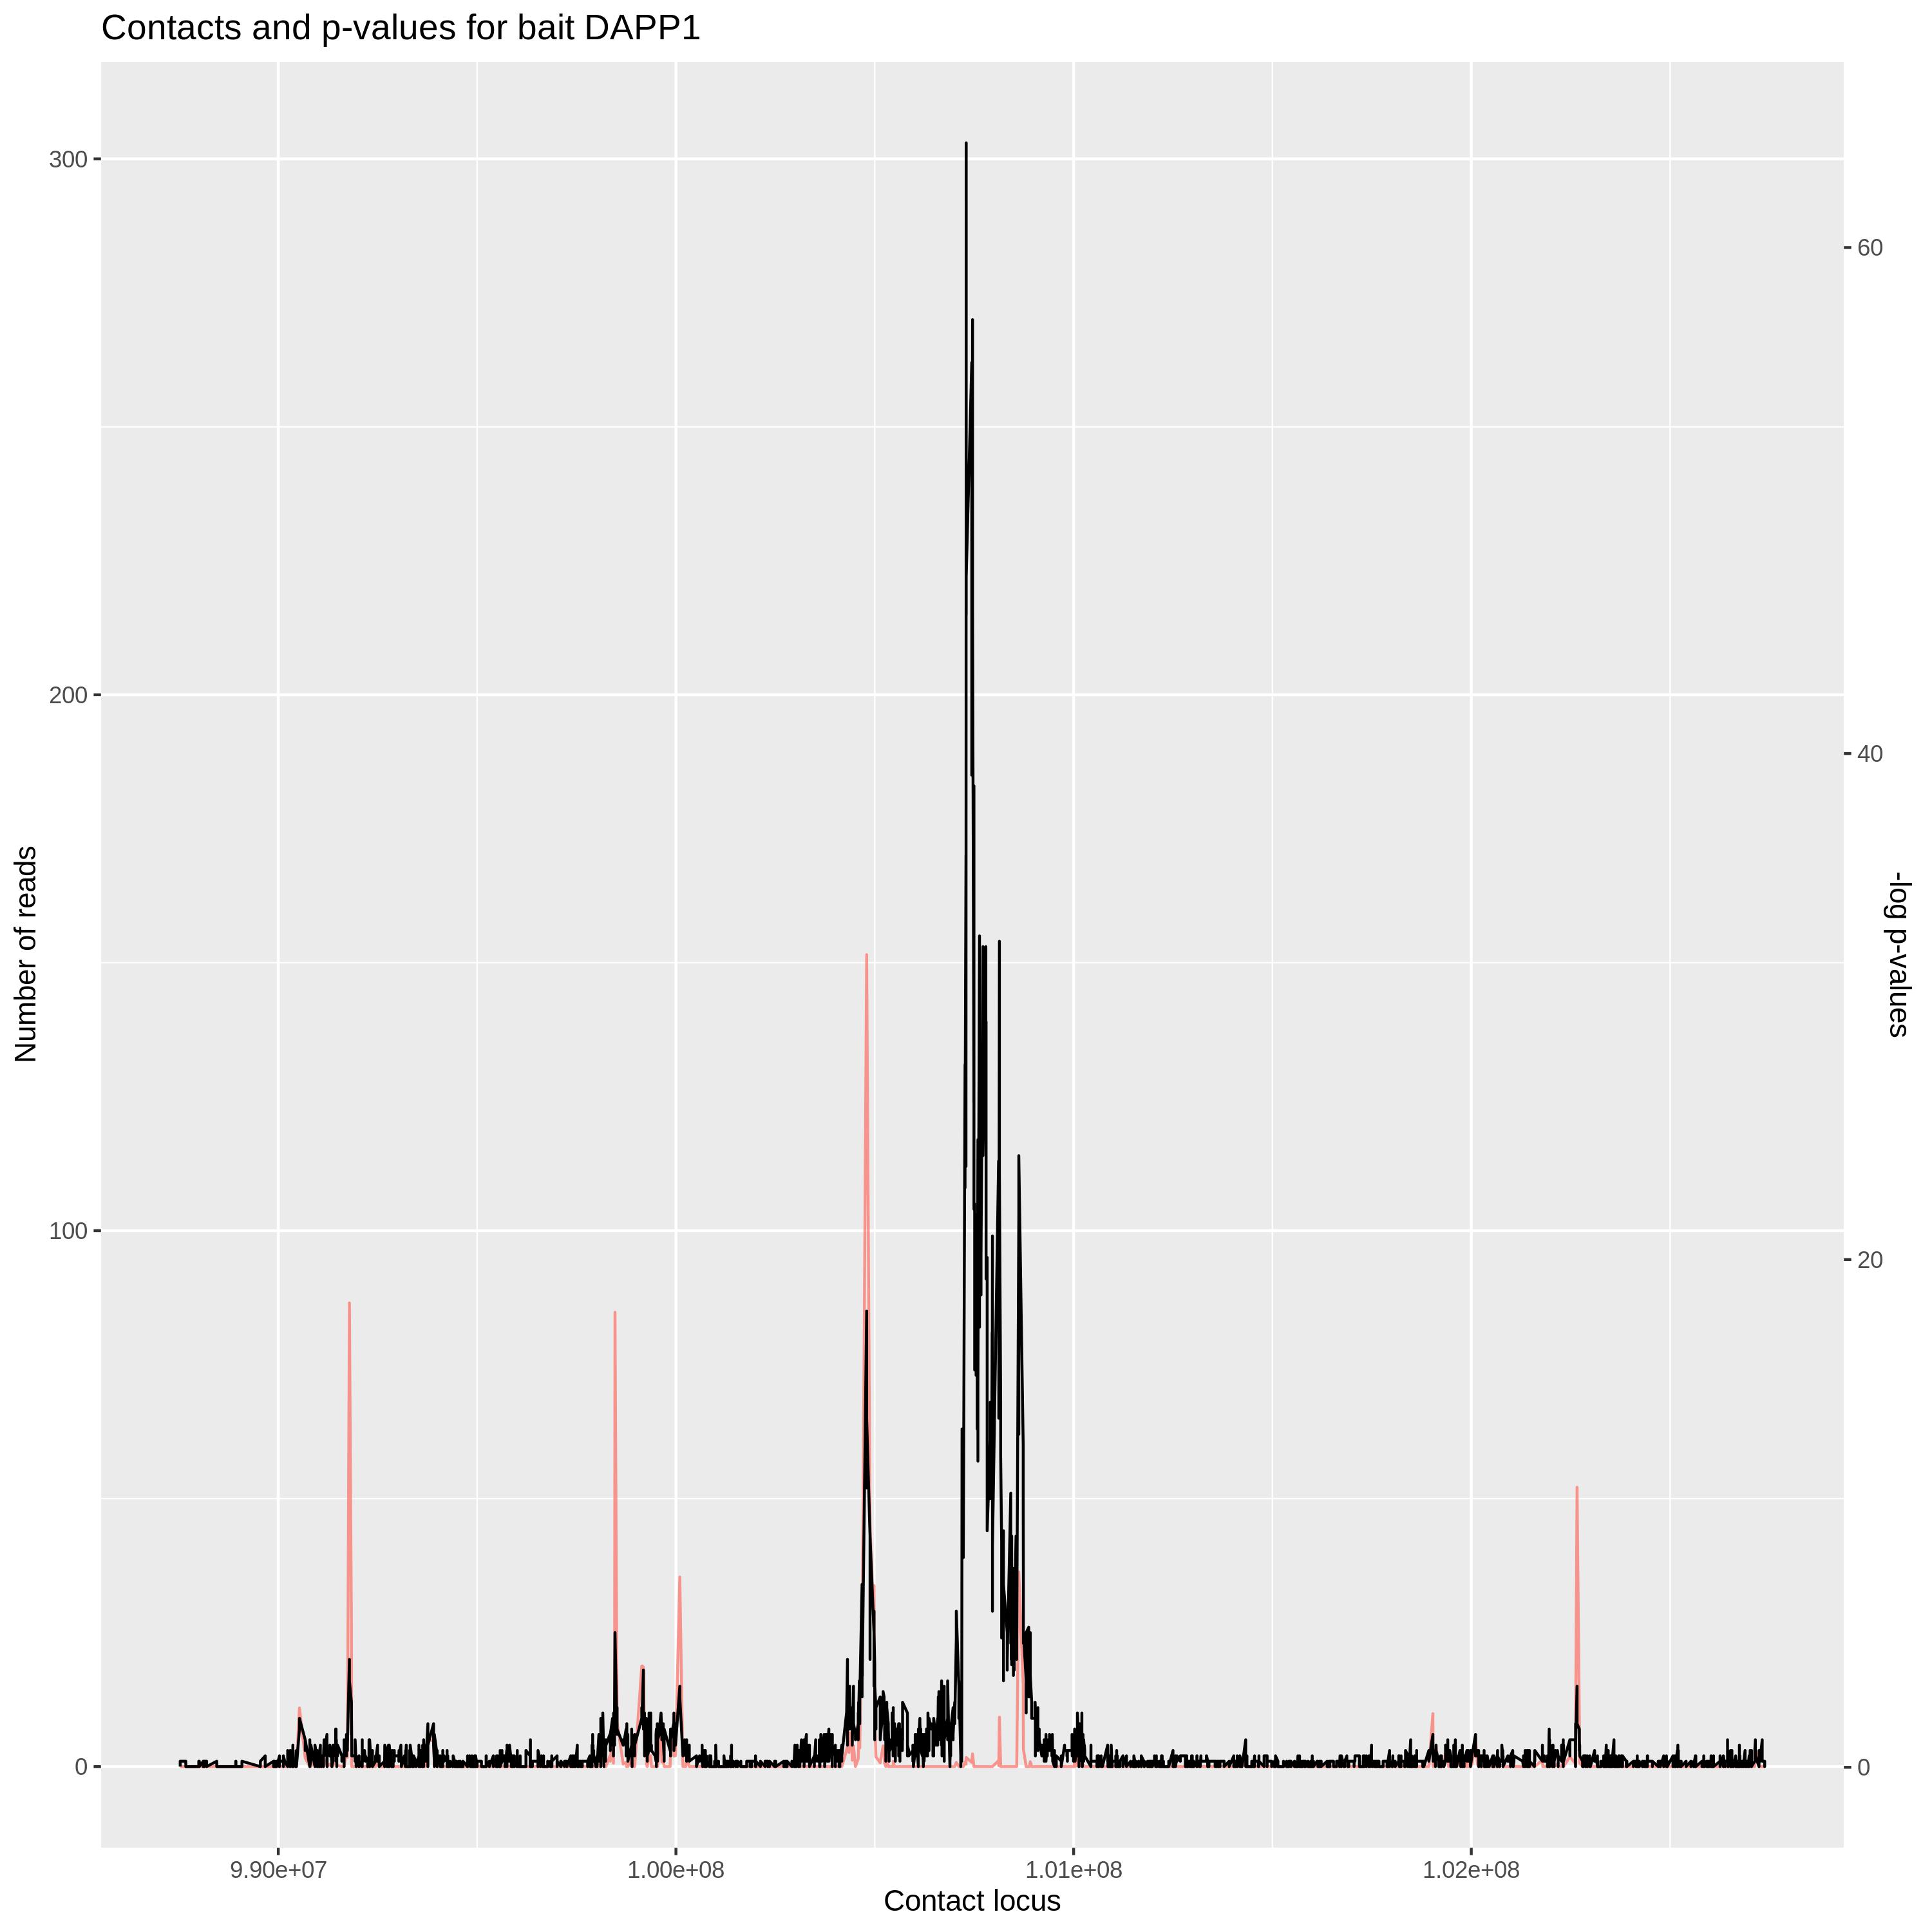 Contacts and p-values for bait DAPP1
300
200
100
0
Number of reads
60
40
20
0
-log p-values
9.90e+07
1.00e+08
1.01e+08
1.02e+08
Contact locus